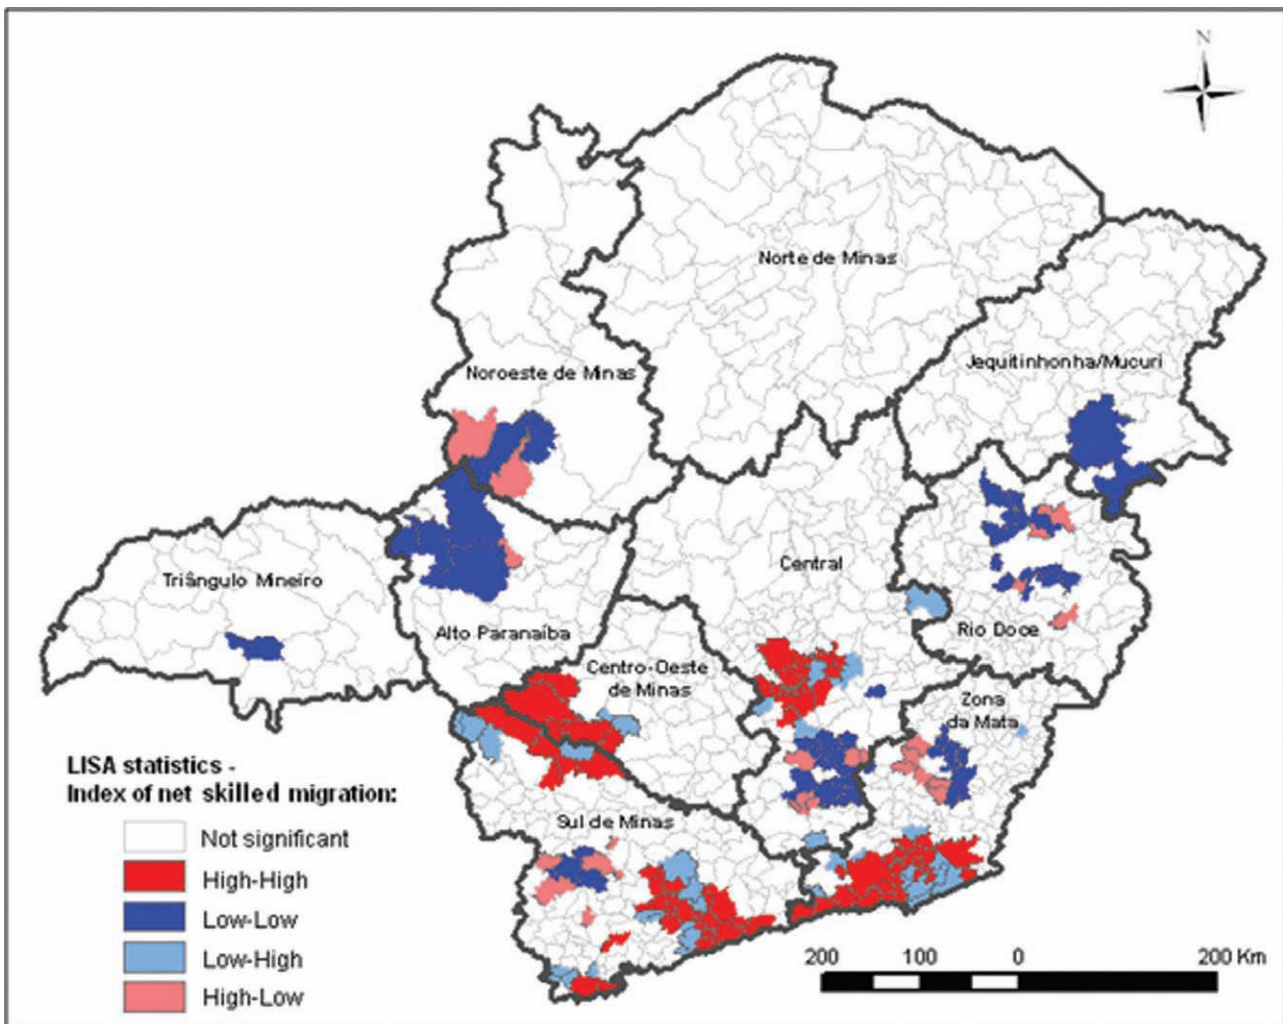 N
Norte de Minas
Jequitinhonha/Mucuri
Noroeste de Minas
Central
Triângulo Mineiro
Alto Paranaíba
Rio Doce
Centro-Oeste
de Minas
Zona
da Mata
Sul de Minas
LISA statistics -
Index of net skilled migration:
Not significant
High-High
Low-Low
Low-High
High-Low
200 100 0 200 Km